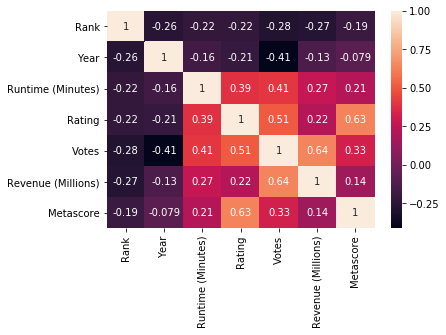 Rank 1 -0.26 -0.22 -0.22 -0.28 -0.27 -0.19
Year -0.26 1 -0.16 -0.21 -0.41 -0.13 -0.079
Runtime (Minutes) -0.22 -0.16 1 0.39 0.41 0.27 0.21
Rating -0.22 -0.21 0.39 1 0.51 0.22 0.63
Votes -0.28 -0.41 0.41 0.51 1 0.64 0.33
Revenue (Millions) -0.27 -0.13 0.27 0.22 0.64 1 0.14
Metascore -0.19 -0.079 0.21 0.63 0.33 0.14 1
Rank
Year
Runtime (Minutes)
Rating
Votes
Revenue (Millions)
Metascore
1.00
0.75
0.50
0.25
0.00
-0.25